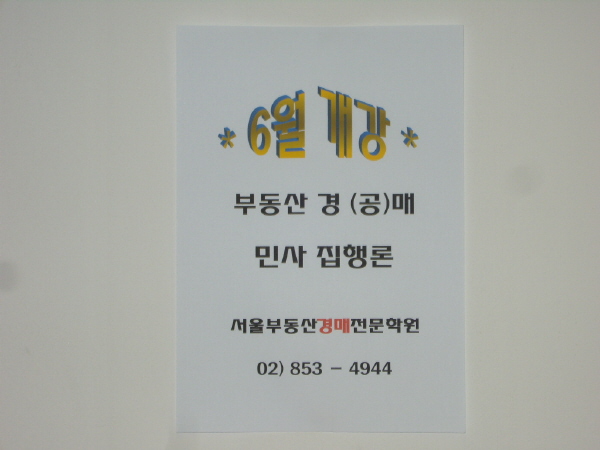 * 6월 개강 *
부동산 경 (공)매
민사 집행론
서울부동산경매전문학원
02) 853 - 4944